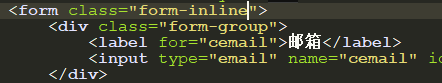 <form class="form-inline">
<div class="form-group">
<label for="cemail">邮箱</label>
<input type="email" name="cemail"
</div>